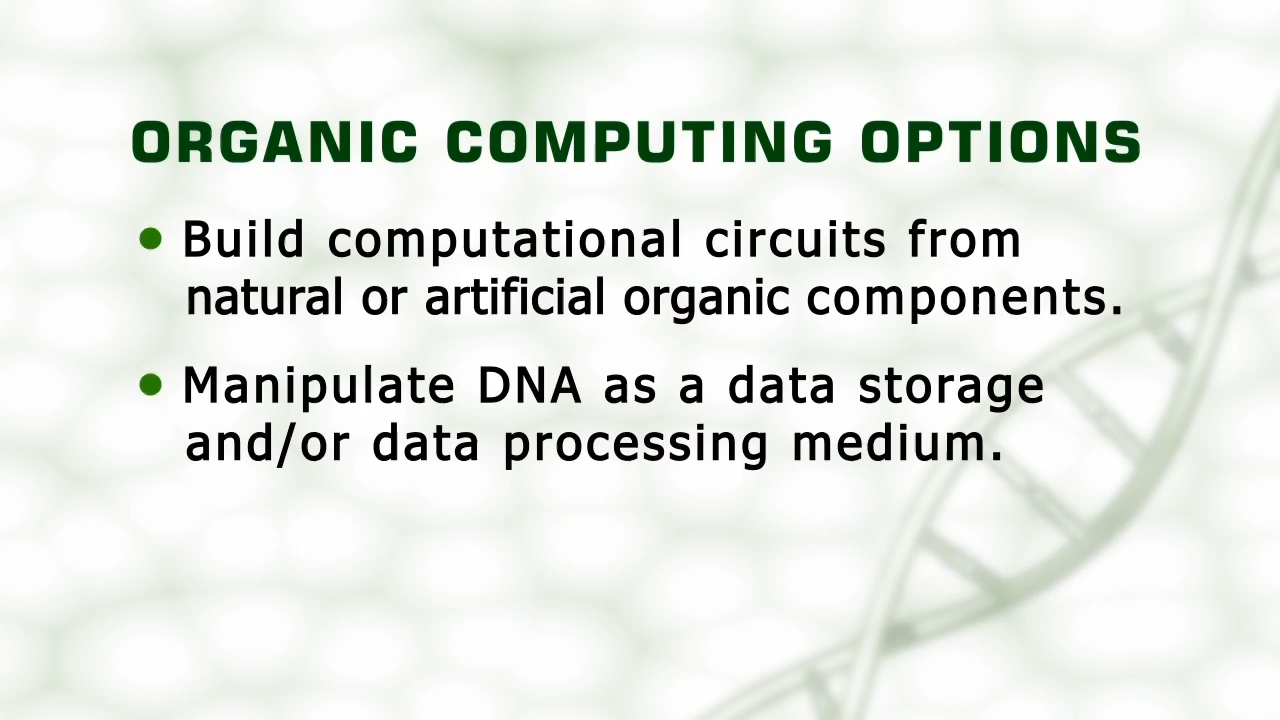 ORGANIC COMPUTING OPTIONS
• Build computational circuits from
natural or artificial organic components.
• Manipulate DNA as a data storage
and/or data processing medium.